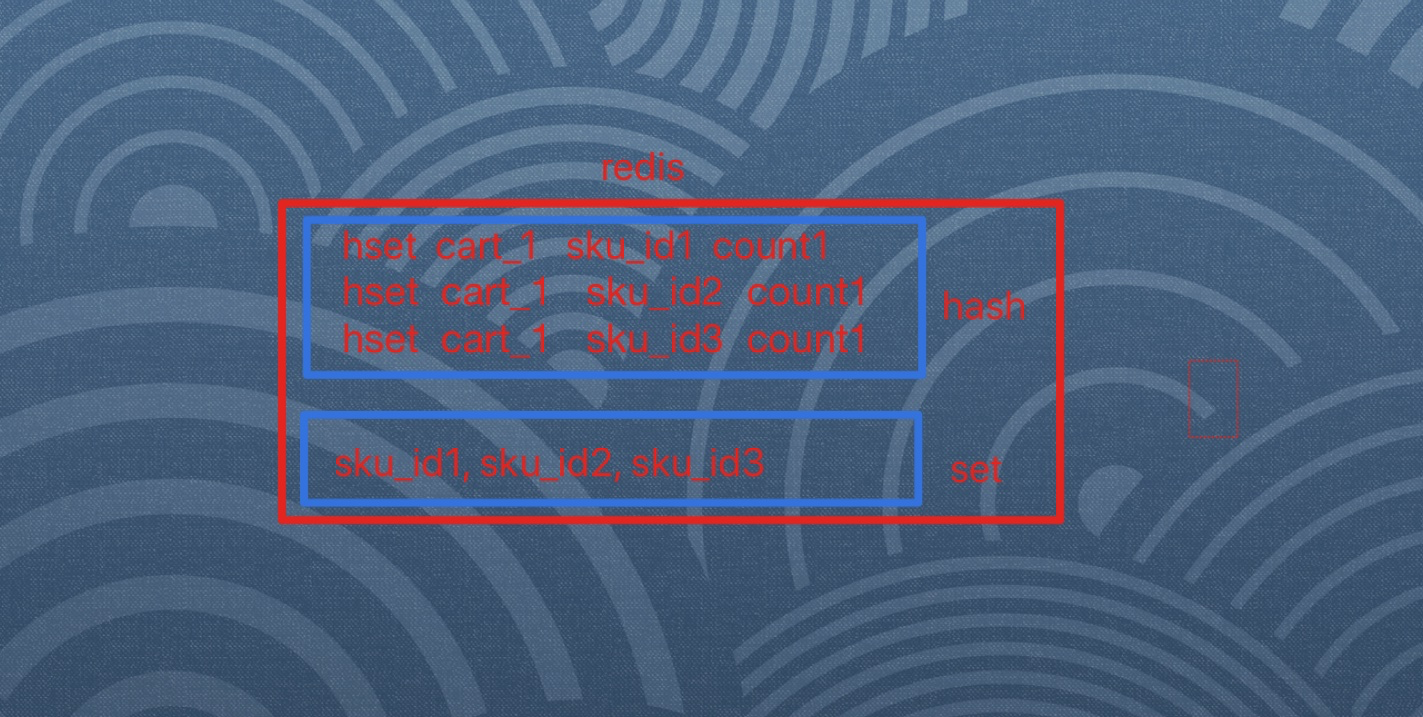 redis
hset cart_1 sku_id1 count1
hset cart_1 sku_id2 count1
hset cart_1 sku_id3 count1
hash
sku_id1, sku_id2, sku_id3
set